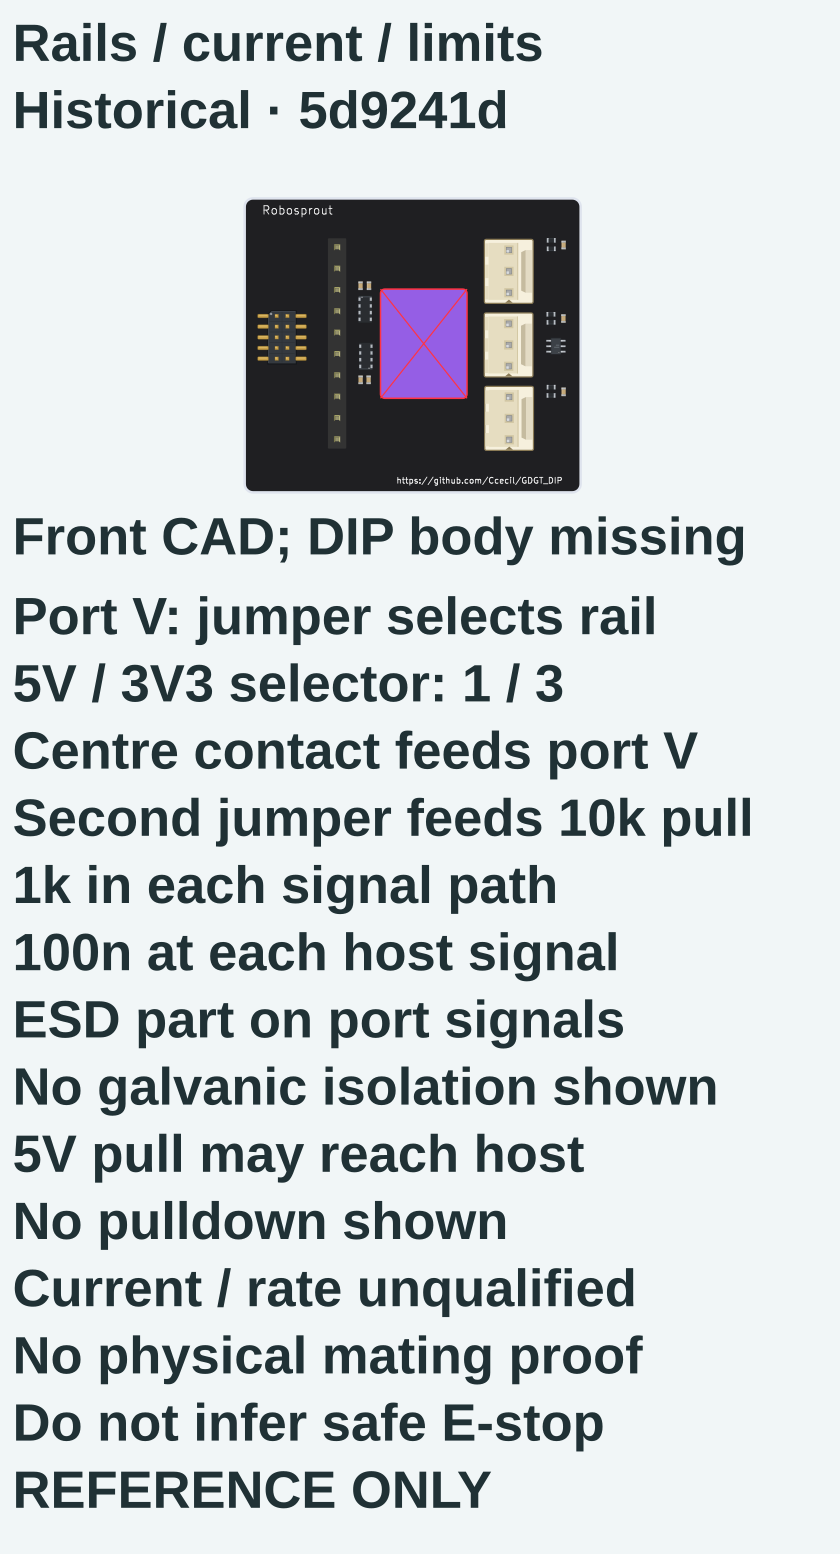 Rails / current / limits
Historical · 5d9241d
Robosprout
https://github.com/Ccecil/GDGT_DIP
Front CAD; DIP body missing
Port V: jumper selects rail
5V / 3V3 selector: 1 / 3
Centre contact feeds port V
Second jumper feeds 10k pull
1k in each signal path
100n at each host signal
ESD part on port signals
No galvanic isolation shown
5V pull may reach host
No pulldown shown
Current / rate unqualified
No physical mating proof
Do not infer safe E-stop
REFERENCE ONLY